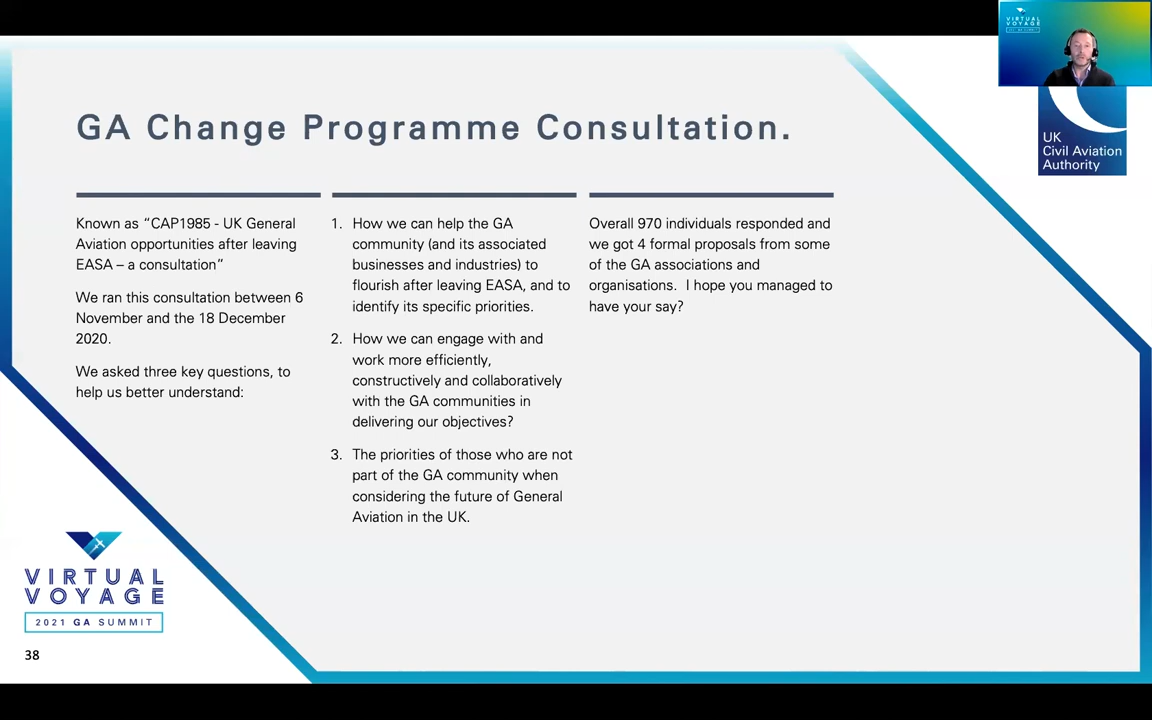 VIRTUAL
VOYAGE
UK
Civil Aviation
Authority
GA Change Programme Consultation.
Known as “CAP1985 - UK General
Aviation opportunities after leaving
EASA – a consultation”
We ran this consultation between 6
November and the 18 December
2020.
We asked three key questions, to
help us better understand:
1. How we can help the GA
community (and its associated
businesses and industries) to
flourish after leaving EASA, and to
identify its specific priorities.
2. How we can engage with and
work more efficiently,
constructively and collaboratively
with the GA communities in
delivering our objectives?
3. The priorities of those who are not
part of the GA community when
considering the future of General
Aviation in the UK.
Overall 970 individuals responded and
we got 4 formal proposals from some
of the GA associations and
organisations.  I hope you managed to
have your say?
VIRTUAL
VOYAGE
2021 GA SUMMIT
38